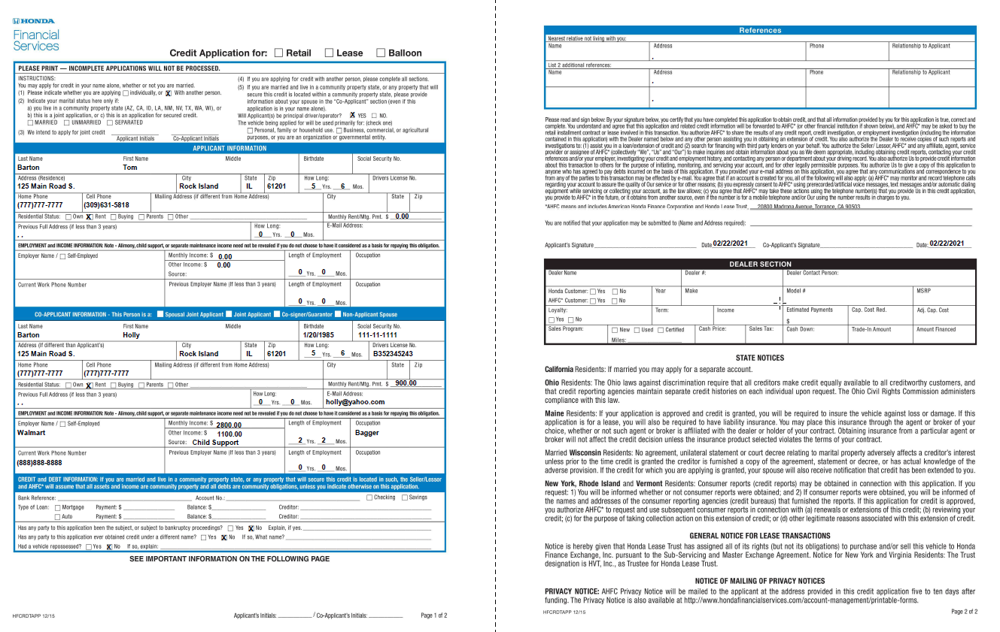 HONDA
Financial
Services
Credit Application for: Retail Lease Balloon
PLEASE PRINT — INCOMPLETE APPLICATIONS WILL NOT BE PROCESSED.
INSTRUCTIONS:
You may apply for credit in your name alone, whether or not you are married.
(1) Please indicate whether you are applying individually, or X With another person.
(2) Indicate your marital status here only if:
a) you live in a community property state (AZ, CA, ID, LA, NM, NV, TX, WA, WI), or
b) this is a joint application, or c) this is an application for secured credit.
MARRIED UNMARRIED SEPARATED
(3) We intend to apply for joint credit
Applicant Initials Co-Applicant Initials
(4) If you are applying for credit with another person, please complete all sections.
(5) If you are married and live in a community property state, or any property that will
secure this credit is located within a community property state, please provide
information about your spouse in the "Co-Applicant" section (even if this
application is in your name alone).
Will Applicant(s) be principal driver/operator? X YES NO.
The vehicle being applied for will be used primarily for: (check one)
Personal, family or household use. Business, commercial, or agricultural
purposes, or you are an organization or governmental entity.
APPLICANT INFORMATION
Last Name First Name Middle Birthdate Social Security No.
Barton Tom
Address (Residence) City State Zip How Long: Drivers License No.
125 Main Road S. Rock Island IL 61201 5 Yrs. 6 Mos.
Home Phone Cell Phone Mailing Address (if different from Home Address) City State Zip
(777)777-7777 (309)631-5818
Residential Status: Own X Rent Buying Parents Other Monthly Rent/Mtg. Pmt. $ 0.00
Previous Full Address (if less than 3 years) How Long: E-Mail Address:
. . 0 Yrs. 0 Mos.
EMPLOYMENT and INCOME INFORMATION: Note - Alimony, child support, or separate maintenance income need not be revealed if you do not choose to have it considered as a basis for repaying this obligation.
Employer Name / Self-Employed Monthly Income: $ 0.00 Length of Employment Occupation
Other Income: $ 0.00
Source: 0 Yrs. 0 Mos.
Current Work Phone Number Previous Employer Name (If less than 3 years) Length of Employment Occupation
0 Yrs. 0 Mos.
CO-APPLICANT INFORMATION - This Person is a: Spousal Joint Applicant Joint Applicant Co-signer/Guarantor Non-Applicant Spouse
Last Name First Name Middle Birthdate Social Security No.
Barton Holly 1/20/1985 111-11-1111
Address (If different than Applicant's) City State Zip How Long: Drivers License No.
125 Main Road S. Rock Island IL 61201 5 Yrs. 6 Mos. B352345243
Home Phone Cell Phone Mailing Address (if different from Home Address) City State Zip
(777)777-7777 (777)777-7777
Residential Status: Own X Rent Buying Parents Other Monthly Rent/Mtg. Pmt. $ 900.00
Previous Full Address (if less than 3 years) How Long: E-Mail Address:
. . 0 Yrs. 0 Mos. holly@yahoo.com
EMPLOYMENT and INCOME INFORMATION: Note - Alimony, child support, or separate maintenance income need not be revealed if you do not choose to have it considered as a basis for repaying this obligation.
Employer Name / Self-Employed Monthly Income: $ 2800.00 Length of Employment Occupation
Walmart Other Income: $ 1100.00 Bagger
Source: Child Support 2 Yrs. 2 Mos.
Current Work Phone Number Previous Employer Name (If less than 3 years) Length of Employment Occupation
(888)888-8888 0 Yrs. 0 Mos.
CREDIT and DEBT INFORMATION: If you are married and live in a community property state, or any property that will secure this credit is located in such, the Seller/Lessor
and AHFC* will assume that all assets and income are community property and all debts are community obligations, unless you indicate otherwise on this application.
Bank Reference: Account No.: Checking Savings
Type of Loan: Mortgage Payment: $ Balance: $ Creditor:
Auto Payment: $ Balance: $ Creditor:
Has any party to this application been the subject, or subject to bankruptcy proceedings? Yes X No Explain, if yes.
Has any party to this application ever obtained credit under a different name? Yes X No If so, What name?
Had a vehicle repossessed? Yes X No If so, explain:
SEE IMPORTANT INFORMATION ON THE FOLLOWING PAGE
HFCRDTAPP 12/15 Applicant's Initials: / Co-Applicant's Initials: Page 1 of 2
References
Nearest relative not living with you:
Name Address Phone Relationship to Applicant
List 2 additional references:
Name Address Phone Relationship to Applicant
Please read and sign below: By your signature below, you certify that you have completed this application to obtain credit, and that all information provided by you for this application is true, correct and
complete. You understand and agree that this application and related credit information will be forwarded to AHFC* (or other financial institution if shown below), and AHFC* may be asked to buy the
retail installment contract or lease involved in this transaction. You authorize AHFC* to share the results of any credit report, credit investigation, or employment investigation (including the information
contained in this application) with the Dealer named below and any other person assisting you in obtaining an extension of credit. You also authorize the Dealer to receive copies of such reports and
investigations to: (1) assist you in a loan/extension of credit and (2) search for financing with third party lenders on your behalf. You authorize the Seller/ Lessor, AHFC* and any affiliate, agent, service
provider or assignee of AHFC* (collectively "We", "Us" and "Our") to make inquiries and obtain information about you as We deem appropriate, including obtaining credit reports, contacting your credit
references and/or your employer, investigating your credit and employment history, and contacting any person or department about your driving record. You also authorize Us to provide credit information
about this transaction to others for the purpose of initiating, monitoring, and servicing your account, and for other legally permissible purposes. You authorize Us to give a copy of this application to
anyone who has agreed to pay debts incurred on the basis of this application. If you provided your e-mail address on this application, you agree that any communications and correspondence to you
from any of the parties to this transaction may be effected by e-mail. You agree that if an account is created for you, all of the following will also apply: (a) AHFC* may monitor and record telephone calls
regarding your account to assure the quality of Our service or for other reasons; (b) you expressly consent to AHFC* using prerecorded/artificial voice messages, text messages and/or automatic dialing
equipment while servicing or collecting your account, as the law allows; (c) you agree that AHFC* may take these actions using the telephone number(s) that you provide Us in this credit application,
you provide to AHFC* in the future, or it obtains from another source, even if the number is for a mobile telephone and/or Our using the number results in charges to you.
*AHFC means and includes American Honda Finance Corporation and Honda Lease Trust, 20800 Madrona Avenue, Torrance, CA 90503
You are notified that your application may be submitted to (Name and Address required):
Applicant's Signature Date 02/22/2021 Co-Applicant's Signature Date 02/22/2021
DEALER SECTION
Dealer Name Dealer #: Dealer Contact Person:
Honda Customer: Yes No Year Make Model # MSRP
AHFC* Customer: Yes No
Loyalty: Term: Income Estimated Payments Cap. Cost Red. Adj. Cap. Cost
Yes No $
Sales Program: New Used Certified Cash Price: Sales Tax: Cash Down: Trade-In Amount Amount Financed
Miles:
STATE NOTICES
California Residents: If married you may apply for a separate account.
Ohio Residents: The Ohio laws against discrimination require that all creditors make credit equally available to all creditworthy customers, and
that credit reporting agencies maintain separate credit histories on each individual upon request. The Ohio Civil Rights Commission administers
compliance with this law.
Maine Residents: If your application is approved and credit is granted, you will be required to insure the vehicle against loss or damage. If this
application is for a lease, you will also be required to have liability insurance. You may place this insurance through the agent or broker of your
choice, whether or not such agent or broker is affiliated with the dealer or holder of your contract. Obtaining insurance from a particular agent or
broker will not affect the credit decision unless the insurance product selected violates the terms of your contract.
Married Wisconsin Residents: No agreement, unilateral statement or court decree relating to marital property adversely affects a creditor's interest
unless prior to the time credit is granted the creditor is furnished a copy of the agreement, statement or decree, or has actual knowledge of the
adverse provision. If the credit for which you are applying is granted, your spouse will also receive notification that credit has been extended to you.
New York, Rhode Island and Vermont Residents: Consumer reports (credit reports) may be obtained in connection with this application. If you
request: 1) You will be informed whether or not consumer reports were obtained; and 2) If consumer reports were obtained, you will be informed of
the names and addresses of the consumer reporting agencies (credit bureaus) that furnished the reports. If this application for credit is approved,
you authorize AHFC* to request and use subsequent consumer reports in connection with (a) renewals or extensions of this credit; (b) reviewing your
credit; (c) for the purpose of taking collection action on this extension of credit; or (d) other legitimate reasons associated with this extension of credit.
GENERAL NOTICE FOR LEASE TRANSACTIONS
Notice is hereby given that Honda Lease Trust has assigned all of its rights (but not its obligations) to purchase and/or sell this vehicle to Honda
Finance Exchange, Inc. pursuant to the Sub-Servicing and Master Exchange Agreement. Notice for New York and Virginia Residents: The Trust
designation is HVT, Inc., as Trustee for Honda Lease Trust.
NOTICE OF MAILING OF PRIVACY NOTICES
PRIVACY NOTICE: AHFC Privacy Notice will be mailed to the applicant at the address provided in this credit application five to ten days after
funding. The Privacy Notice is also available at http://www.hondafinancialservices.com/account-management/printable-forms.
HFCRDTAPP 12/15 Page 2 of 2